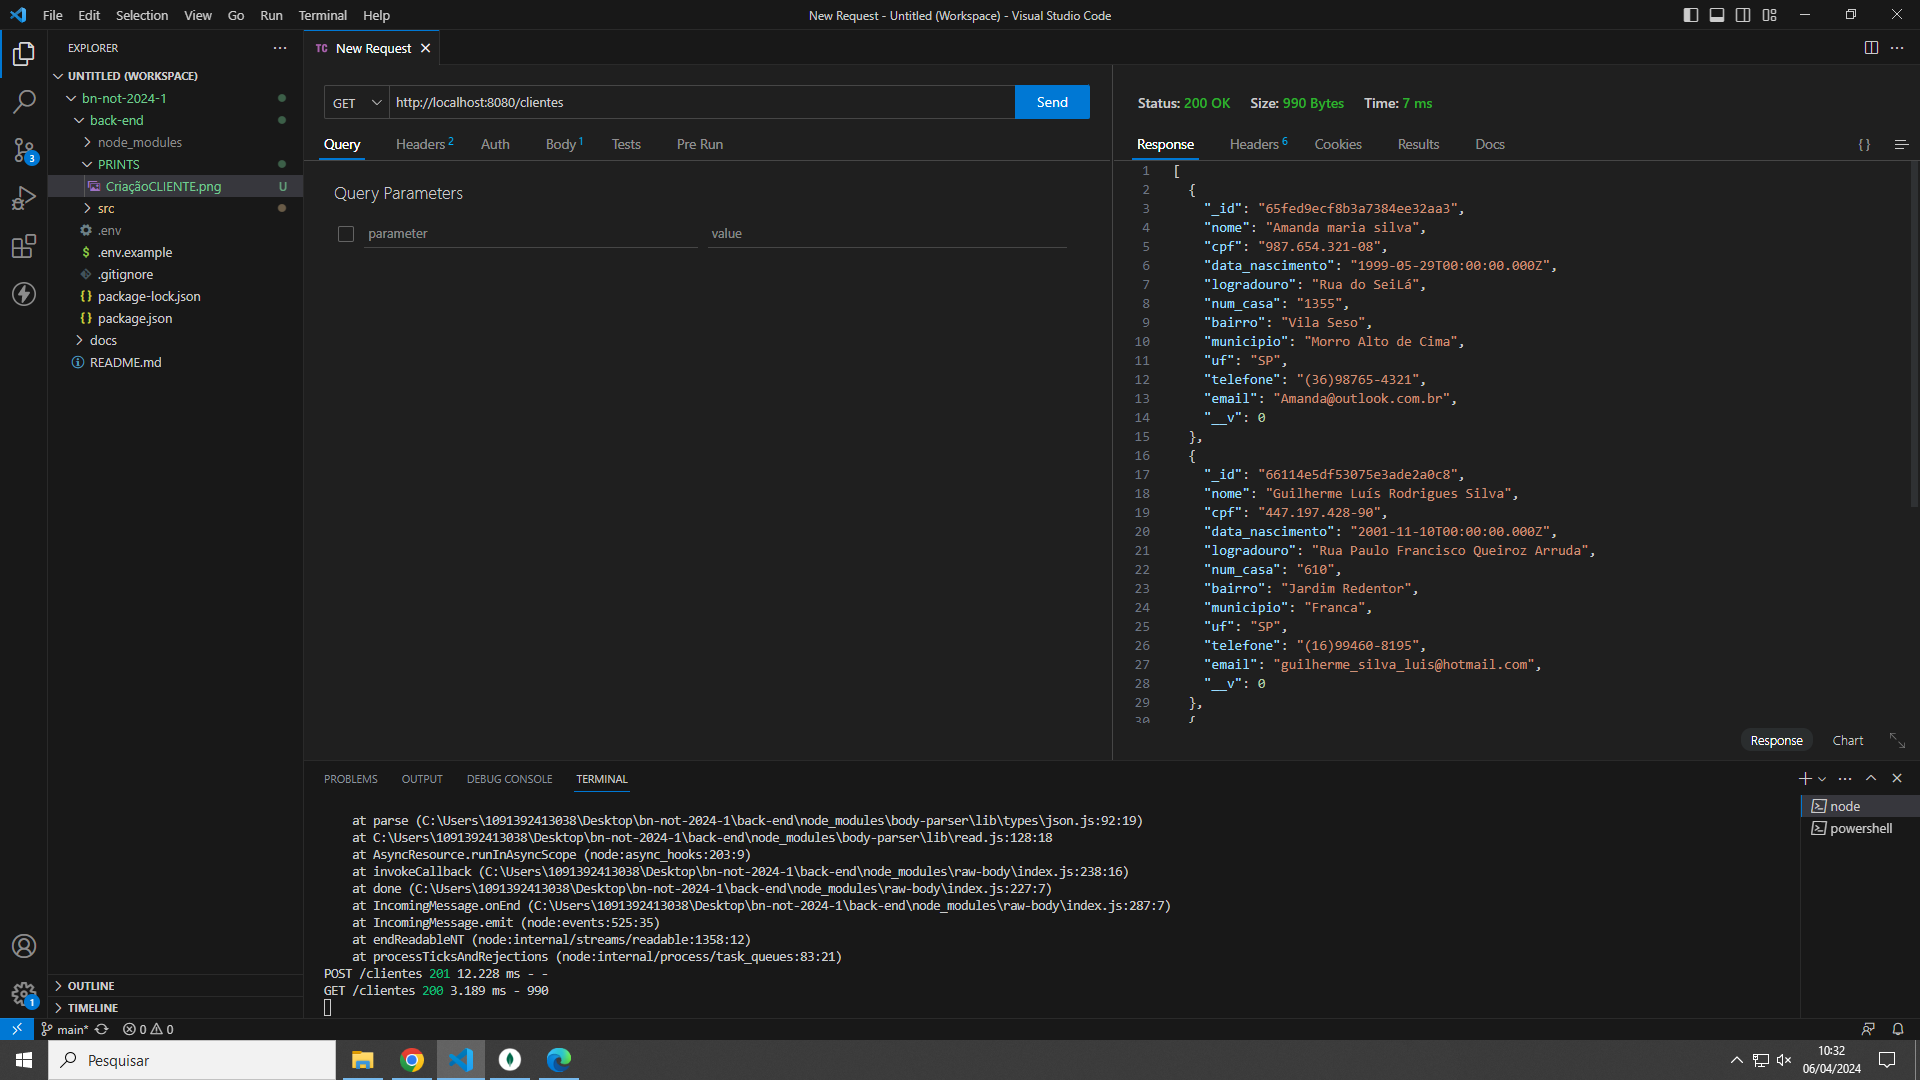 File Edit Selection View Go Run Terminal Help
New Request - Untitled (Workspace) - Visual Studio Code
EXPLORER
UNTITLED (WORKSPACE)
bn-not-2024-1
back-end
node_modules
PRINTS
CriaçãoCLIENTE.png U
src
.env
$ .env.example
.gitignore
{} package-lock.json
{} package.json
docs
README.md
OUTLINE
TIMELINE
3
1
TC New Request
GET http://localhost:8080/clientes Send
Query Headers 2 Auth Body 1 Tests Pre Run
Query Parameters
parameter value
Status: 200 OK Size: 990 Bytes Time: 7 ms
Response Headers 6 Cookies Results Docs {}
1 [
2 {
3 "_id": "65fed9ecf8b3a7384ee32aa3",
4 "nome": "Amanda maria silva",
5 "cpf": "987.654.321-08",
6 "data_nascimento": "1999-05-29T00:00:00.000Z",
7 "logradouro": "Rua do SeiLá",
8 "num_casa": "1355",
9 "bairro": "Vila Seso",
10 "municipio": "Morro Alto de Cima",
11 "uf": "SP",
12 "telefone": "(36)98765-4321",
13 "email": "Amanda@outlook.com.br",
14 "__v": 0
15 },
16 {
17 "_id": "66114e5df53075e3ade2a0c8",
18 "nome": "Guilherme Luís Rodrigues Silva",
19 "cpf": "447.197.428-90",
20 "data_nascimento": "2001-11-10T00:00:00.000Z",
21 "logradouro": "Rua Paulo Francisco Queiroz Arruda",
22 "num_casa": "610",
23 "bairro": "Jardim Redentor",
24 "municipio": "Franca",
25 "uf": "SP",
26 "telefone": "(16)99460-8195",
27 "email": "guilherme_silva_luis@hotmail.com",
28 "__v": 0
29 },
30 {
Response Chart
PROBLEMS OUTPUT DEBUG CONSOLE TERMINAL
node
powershell
at parse (C:\Users\1091392413038\Desktop\bn-not-2024-1\back-end\node_modules\body-parser\lib\types\json.js:92:19)
at C:\Users\1091392413038\Desktop\bn-not-2024-1\back-end\node_modules\body-parser\lib\read.js:128:18
at AsyncResource.runInAsyncScope (node:async_hooks:203:9)
at invokeCallback (C:\Users\1091392413038\Desktop\bn-not-2024-1\back-end\node_modules\raw-body\index.js:238:16)
at done (C:\Users\1091392413038\Desktop\bn-not-2024-1\back-end\node_modules\raw-body\index.js:227:7)
at IncomingMessage.onEnd (C:\Users\1091392413038\Desktop\bn-not-2024-1\back-end\node_modules\raw-body\index.js:287:7)
at IncomingMessage.emit (node:events:525:35)
at endReadableNT (node:internal/streams/readable:1358:12)
at processTicksAndRejections (node:internal/process/task_queues:83:21)
POST /clientes 201 12.228 ms - -
GET /clientes 200 3.189 ms - 990
main* 0 0
Pesquisar
10:32
06/04/2024